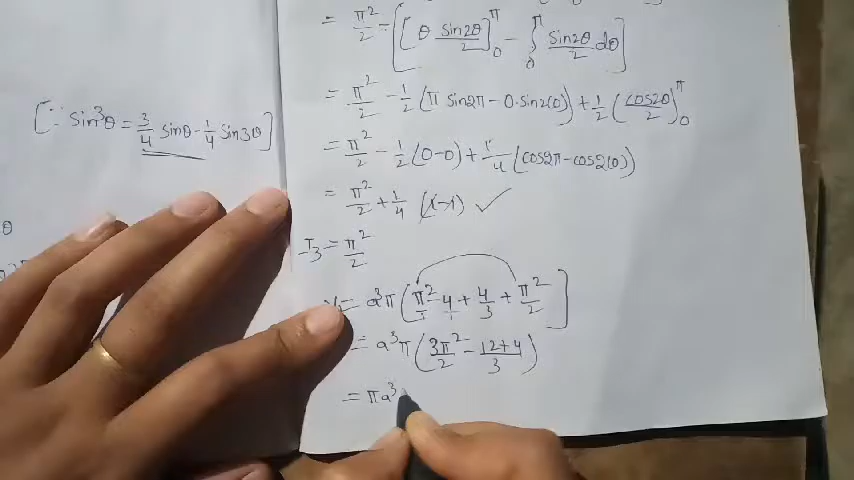 [∵ sin³θ = 3/4 sinθ - 1/4 sin3θ]
θ
= π²/2 - ([θ sin2θ/2]₀^π - ∫₀^π sin2θ/2 dθ]
= π²/2 - 1/2 (π sin2π - 0·sin2(0)) + 1/2 (cos2θ/2)₀^π
= π²/2 - 1/2 (0-0) + 1/4 (cos2π - cos2(0))
= π²/2 + 1/4 (1-1) ✓
I₃ = π²/2
= a³π (π²/1 - 4/1 + 4/3 + π²/2]
= a³π (3π²/2 - 12+4/3)
= πa³